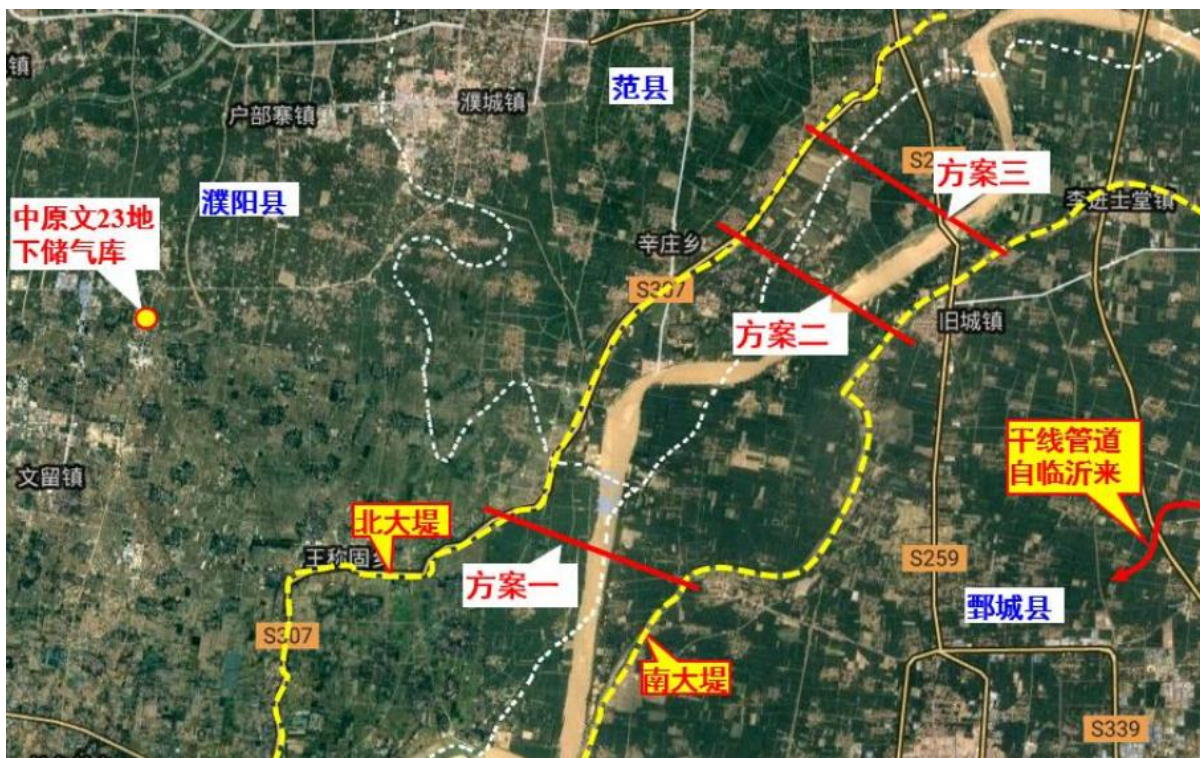 镇
户部寨镇
濮城镇
范县
S2
方案三
李进士堂镇
濮阳县
中原文23地
下储气库
辛庄乡
S307
方案二
旧城镇
干线管道
自临沂来
文留镇
北大堤
王称固乡
方案一
S259
鄄城县
S307
南大堤
S339